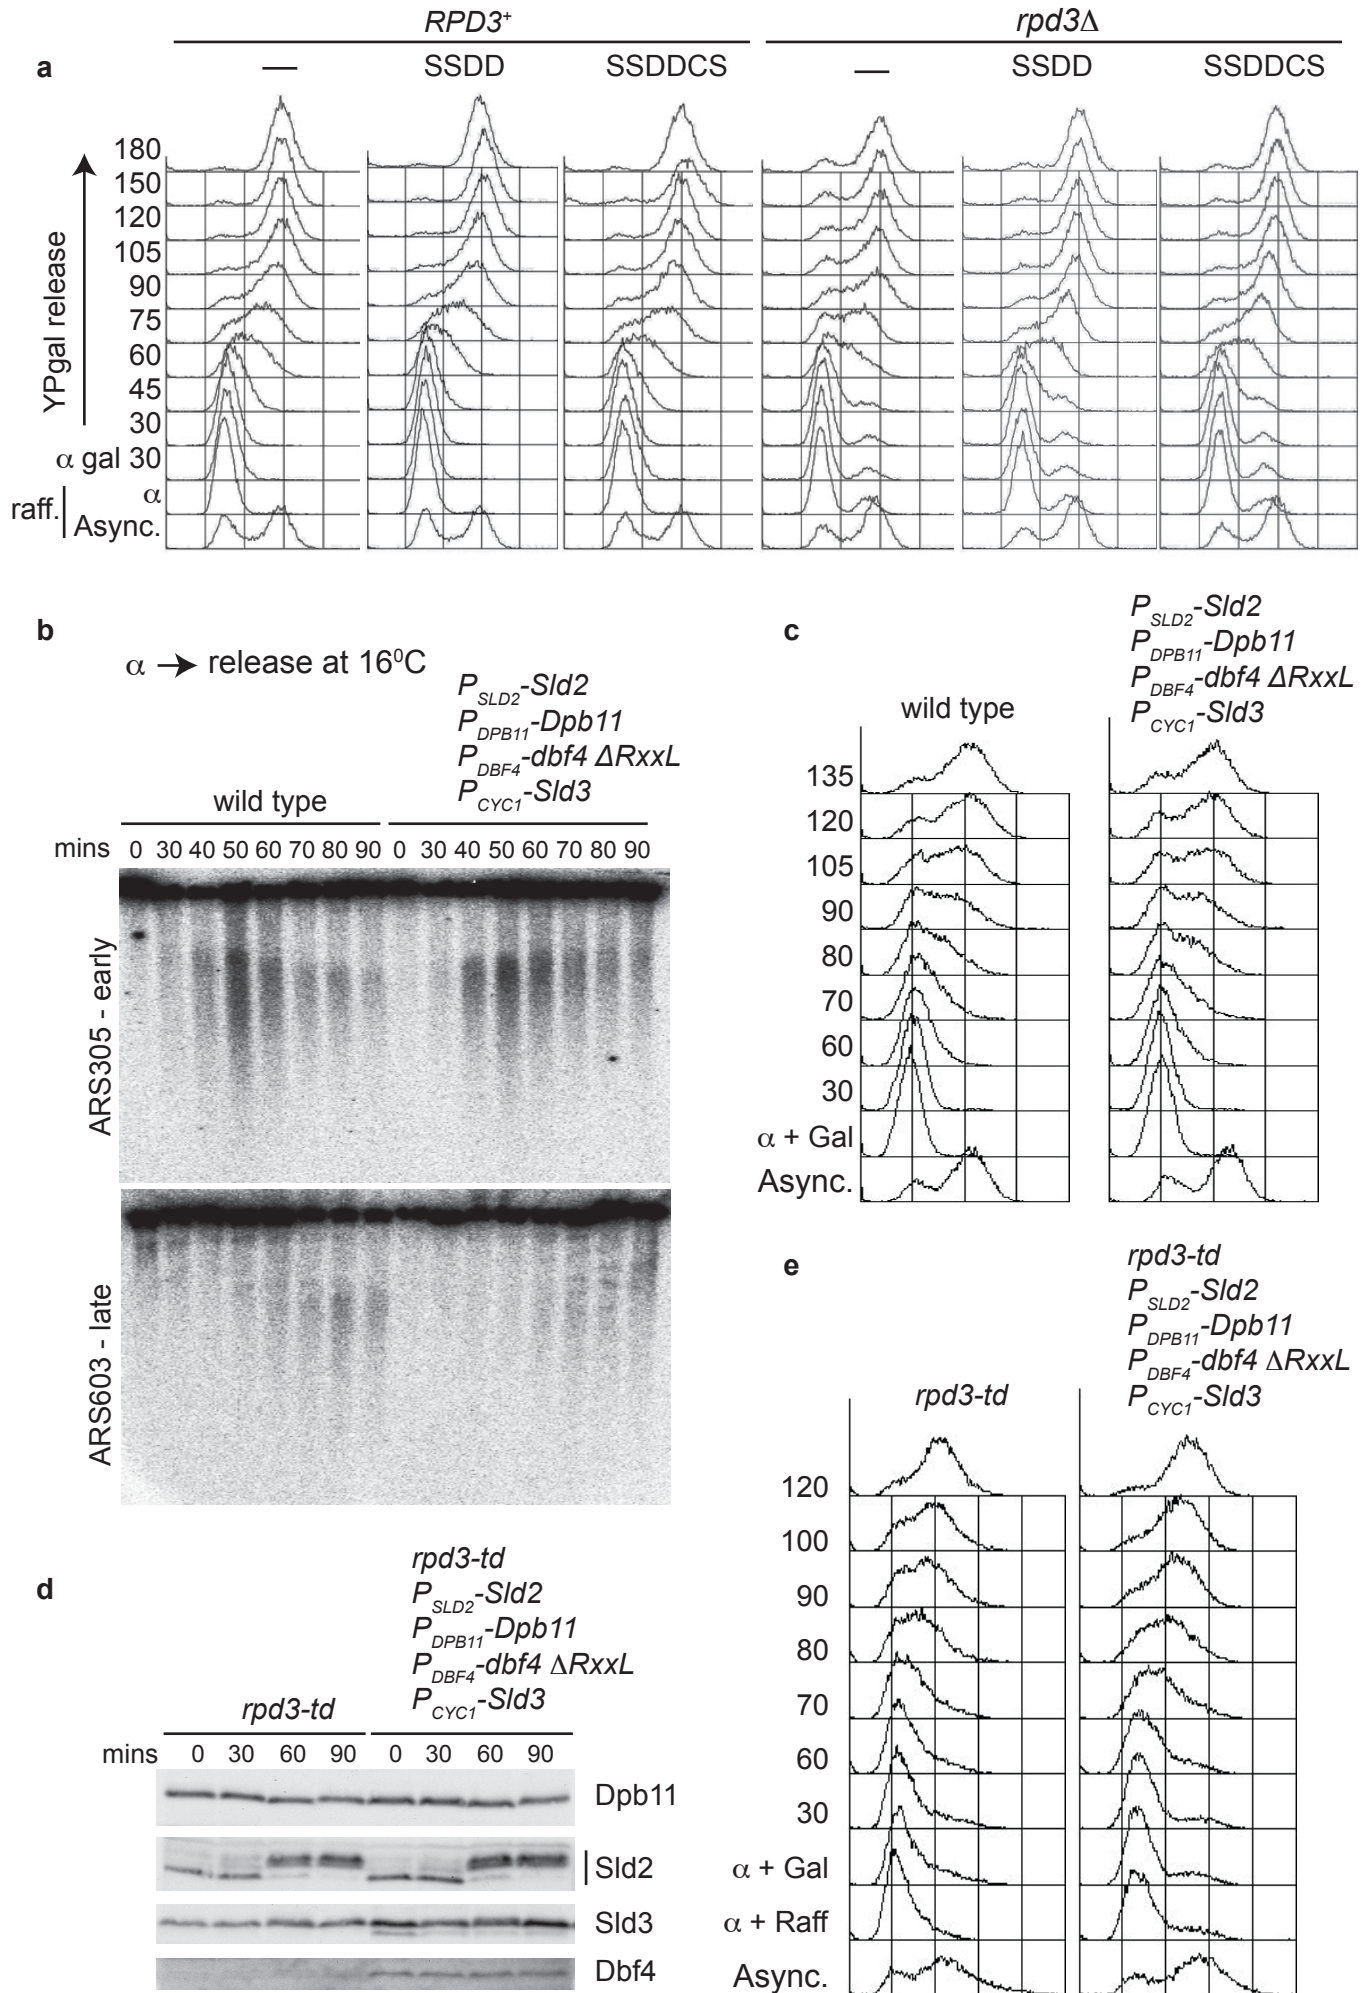 RPD3⁺ rpd3Δ
a — SSDD SSDDCS — SSDD SSDDCS
180
150
120
105
90
75
60
45
30
α gal 30
α
Async.
YPgal release
raff.
b
α → release at 16⁰C
wild type
P_SLD2-Sld2
P_DPB11-Dpb11
P_DBF4-dbf4 ΔRxxL
P_CYC1-Sld3
mins 0 30 40 50 60 70 80 90 0 30 40 50 60 70 80 90
ARS305 - early
ARS603 - late
c
wild type
P_SLD2-Sld2
P_DPB11-Dpb11
P_DBF4-dbf4 ΔRxxL
P_CYC1-Sld3
135
120
105
90
80
70
60
30
α + Gal
Async.
d
rpd3-td
rpd3-td
P_SLD2-Sld2
P_DPB11-Dpb11
P_DBF4-dbf4 ΔRxxL
P_CYC1-Sld3
mins 0 30 60 90 0 30 60 90
Dpb11
Sld2
Sld3
Dbf4
e
rpd3-td
rpd3-td
P_SLD2-Sld2
P_DPB11-Dpb11
P_DBF4-dbf4 ΔRxxL
P_CYC1-Sld3
120
100
90
80
70
60
30
α + Gal
α + Raff
Async.